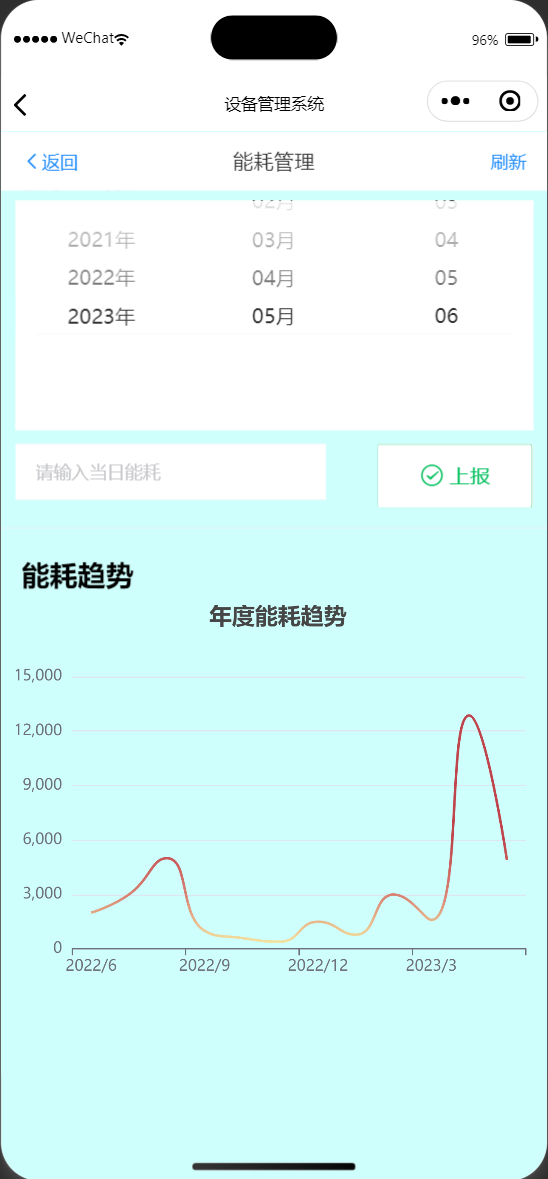 WeChat 96%
设备管理系统
返回 能耗管理 刷新
02月
2021年 03月 04
2022年 04月 05
2023年 05月 06
请输入当日能耗 上报
能耗趋势
年度能耗趋势
15,000
12,000
9,000
6,000
3,000
0
2022/6 2022/9 2022/12 2023/3